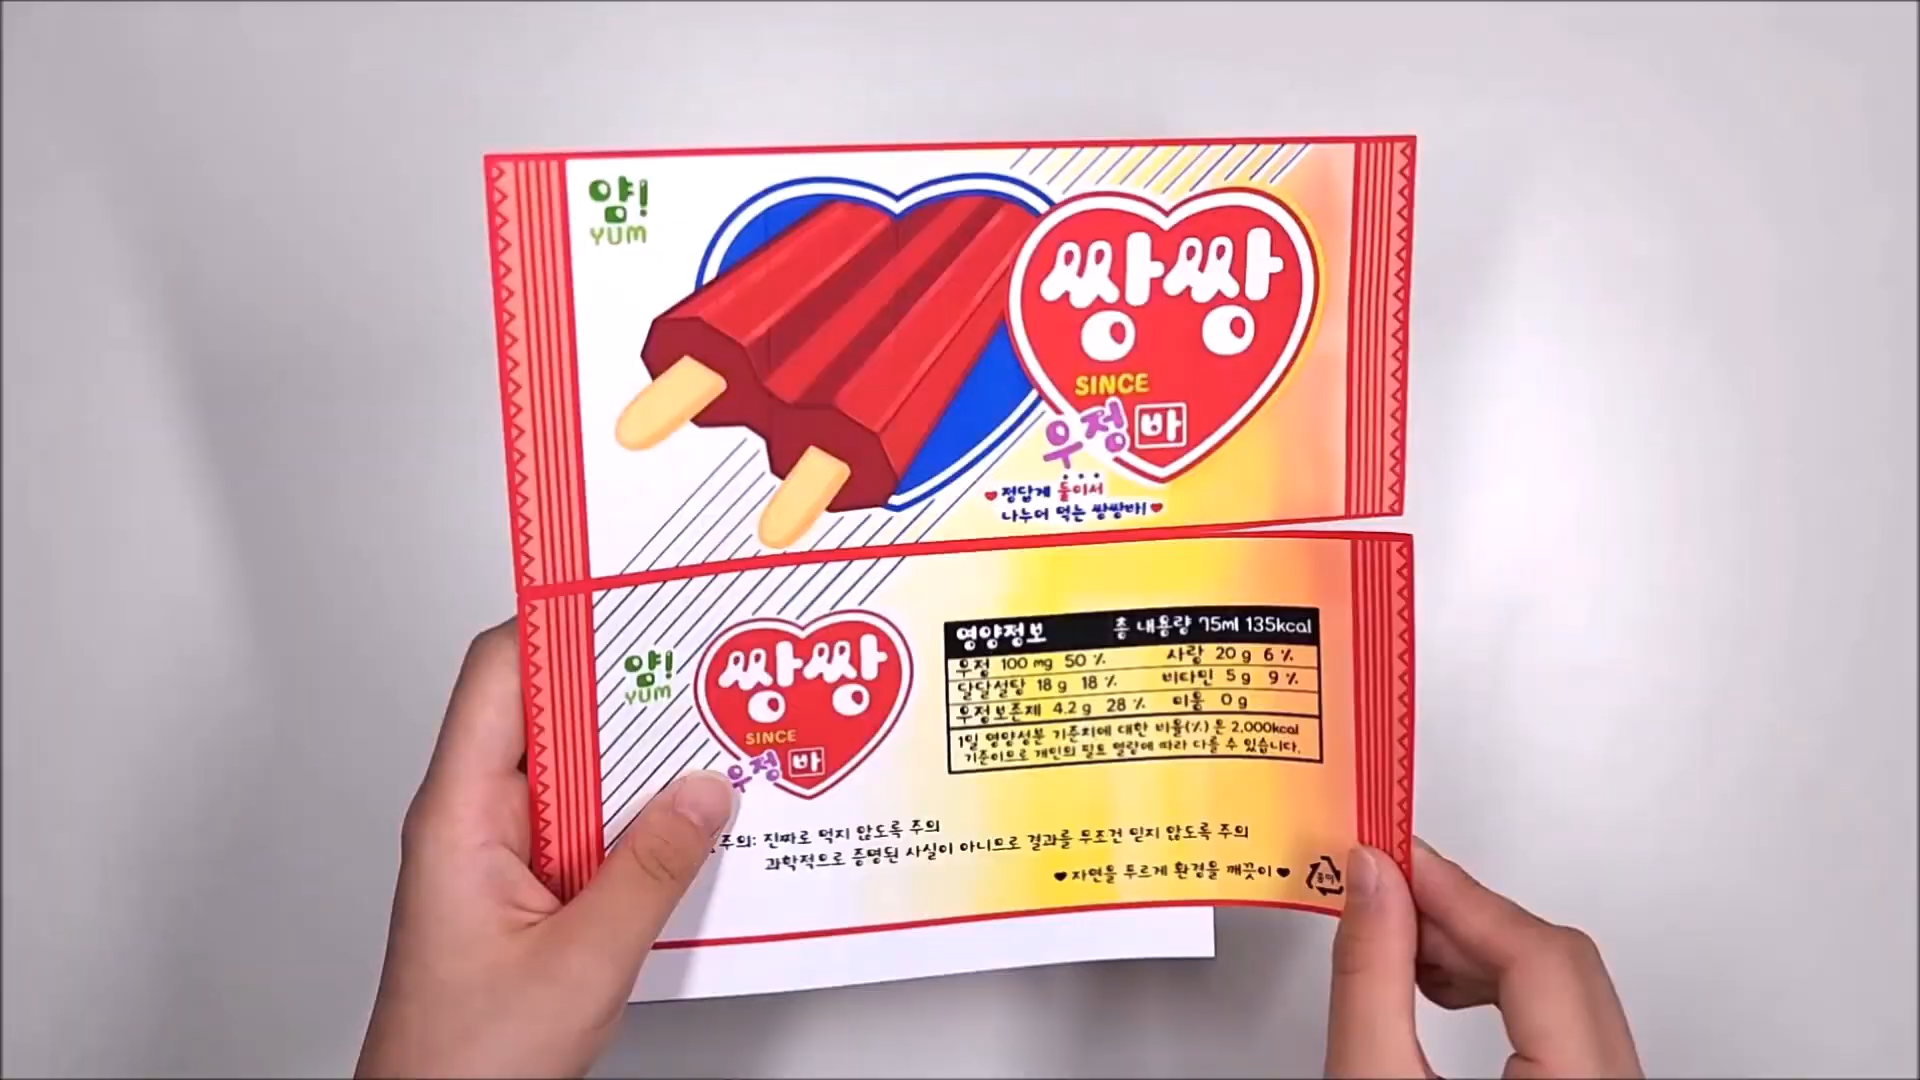 얌!
YUM
쌍쌍
SINCE
우정 바
정답게 둘이서
나누어 먹는 쌍쌍바!
얌!
YUM
쌍쌍
SINCE
우정 바
영양정보 총 내용량 75ml 135kcal
우정 100 mg 50 % 사랑 20 g 6 %
달달설탕 18 g 18 % 비타민 5 g 9 %
우정보존제 4.2 g 28 % 미움 0 g
1일 영양성분 기준치에 대한 비율(%)은 2,000kcal
기준이므로 개인의 필요 열량에 따라 다를 수 있습니다.
주의: 진짜로 먹지 않도록 주의
과학적으로 증명된 사실이 아니므로 결과를 무조건 믿지 않도록 주의
자연을 푸르게 환경을 깨끗이